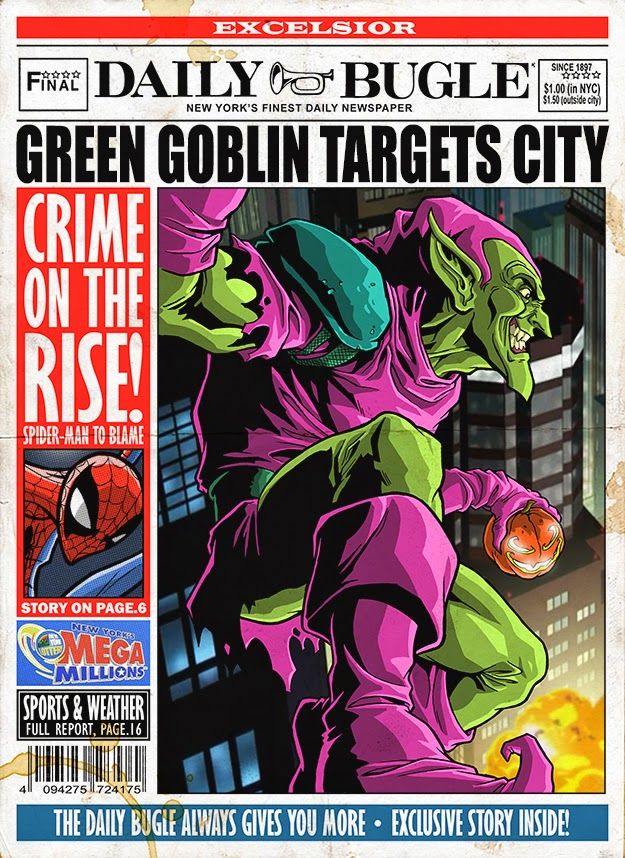 EXCELSIOR
FINAL
DAILY BUGLE
NEW YORK'S FINEST DAILY NEWSPAPER
SINCE 1897
$1.00 (in NYC)
$1.50 (outside city)
GREEN GOBLIN TARGETS CITY
CRIME
ON THE
RISE!
SPIDER-MAN TO BLAME
STORY ON PAGE.6
NEW YORK'S
MEGA
MILLIONS
SPORTS & WEATHER
FULL REPORT, PAGE.16
4 094275 724175
THE DAILY BUGLE ALWAYS GIVES YOU MORE • EXCLUSIVE STORY INSIDE!